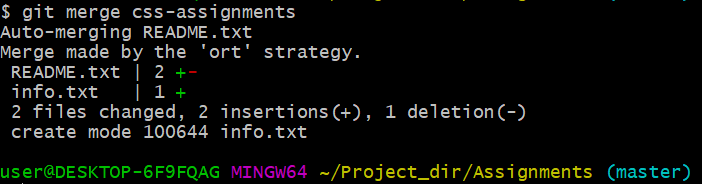 $ git merge css-assignments
Auto-merging README.txt
Merge made by the 'ort' strategy.
 README.txt | 2 +-
 info.txt   | 1 +
 2 files changed, 2 insertions(+), 1 deletion(-)
 create mode 100644 info.txt

user@DESKTOP-6F9FQAG MINGW64 ~/Project_dir/Assignments (master)